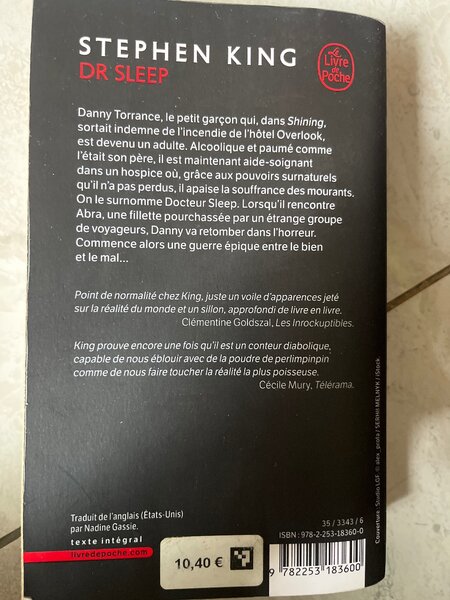 STEPHEN KING
DR SLEEP
Le
Livre
de
Poche
Danny Torrance, le petit garçon qui, dans Shining,
sortait indemne de l'incendie de l'hôtel Overlook,
est devenu un adulte. Alcoolique et paumé comme
l'était son père, il est maintenant aide-soignant
dans un hospice où, grâce aux pouvoirs surnaturels
qu'il n'a pas perdus, il apaise la souffrance des mourants.
On le surnomme Docteur Sleep. Lorsqu'il rencontre
Abra, une fillette pourchassée par un étrange groupe
de voyageurs, Danny va retomber dans l'horreur.
Commence alors une guerre épique entre le bien
et le mal...
Point de normalité chez King, juste un voile d'apparences jeté
sur la réalité du monde et un sillon, approfondi de livre en livre.
Clémentine Goldszal, Les Inrockuptibles.
King prouve encore une fois qu'il est un conteur diabolique,
capable de nous éblouir avec de la poudre de perlimpinpin
comme de nous faire toucher la réalité la plus poisseuse.
Cécile Mury, Télérama.
Couverture : Studio LGF. © alex_profa / SERHII MELNYK / iStock.
Traduit de l'anglais (États-Unis)
par Nadine Gassie.
texte intégral
livredepoche.com
10,40 €
35 / 3343 / 6
ISBN : 978-2-253-18360-0
9 782253 183600